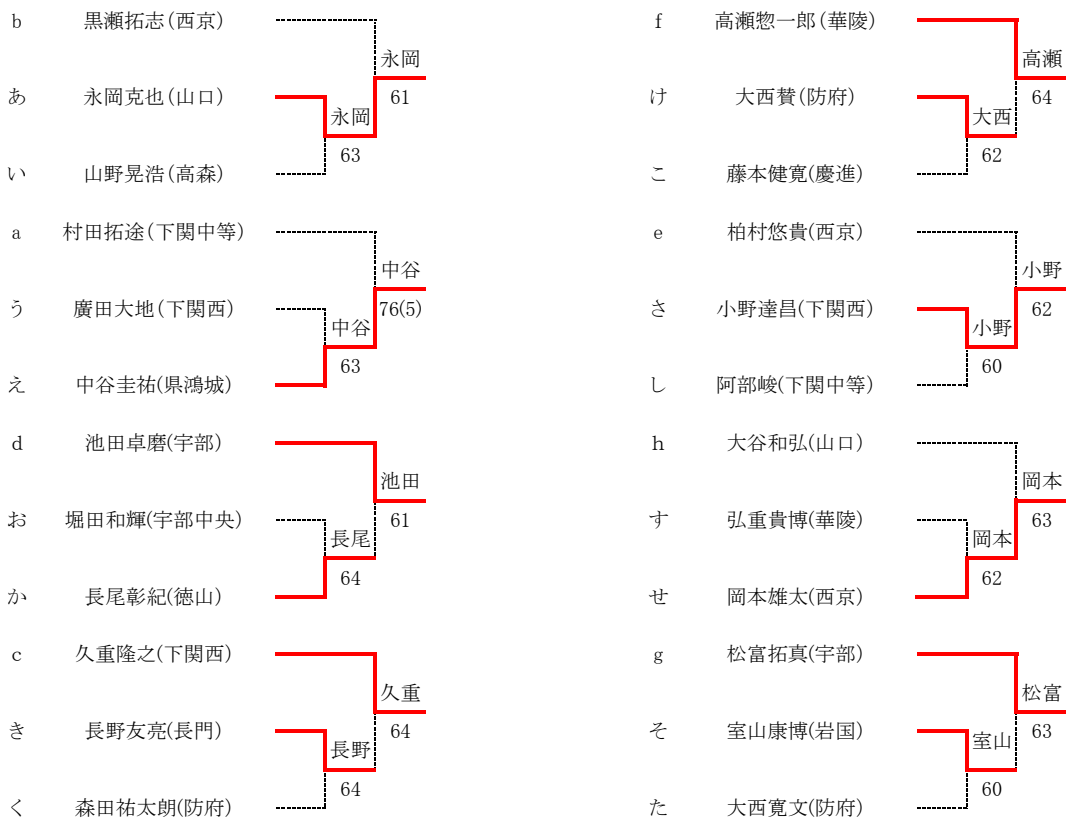 b 黒瀬拓志(西京)
永岡
あ 永岡克也(山口) 61
永岡
63
い 山野晃浩(高森)
a 村田拓途(下関中等)
中谷
う 廣田大地(下関西) 76(5)
中谷
63
え 中谷圭祐(県鴻城)
d 池田卓磨(宇部)
池田
お 堀田和輝(宇部中央) 61
長尾
64
か 長尾彰紀(徳山)
c 久重隆之(下関西)
久重
き 長野友亮(長門) 64
長野
64
く 森田祐太朗(防府)
f 高瀬惣一郎(華陵)
高瀬
け 大西賛(防府) 64
大西
62
こ 藤本健寛(慶進)
e 柏村悠貴(西京)
小野
さ 小野達昌(下関西) 62
小野
60
し 阿部峻(下関中等)
h 大谷和弘(山口)
岡本
す 弘重貴博(華陵) 63
岡本
62
せ 岡本雄太(西京)
g 松富拓真(宇部)
松富
そ 室山康博(岩国) 63
室山
60
た 大西寛文(防府)